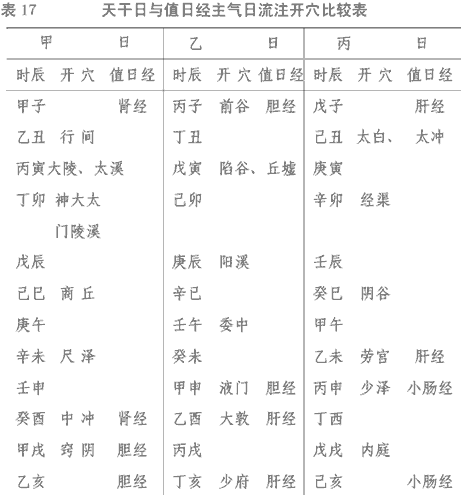 表 17 天干日与值日经主气日流注开穴比较表
甲 日 乙 日 丙 日
时辰 开 穴 值日经 时辰 开 穴 值日经 时辰 开 穴 值日经
甲子 肾经 丙子 前谷 胆经 戊子 肝经
乙丑 行 间 丁丑 己丑 太白、 太冲
丙寅 大陵、太溪 戊寅 陷谷、丘墟 庚寅
丁卯 神大太 己卯 辛卯 经渠
门陵溪
戊辰 庚辰 阳溪 壬辰
己巳 商 丘 辛巳 癸巳 阴谷
庚午 壬午 委中 甲午
辛未 尺 泽 癸未 乙未 劳宫 肝经
壬申 甲申 液门 胆经 丙申 少泽 小肠经
癸酉 中 冲 肾经 乙酉 大敦 肝经 丁酉
甲戌 窍 阴 胆经 丙戌 戊戌 内庭
乙亥 胆经 丁亥 少府 肝经 己亥 小肠经